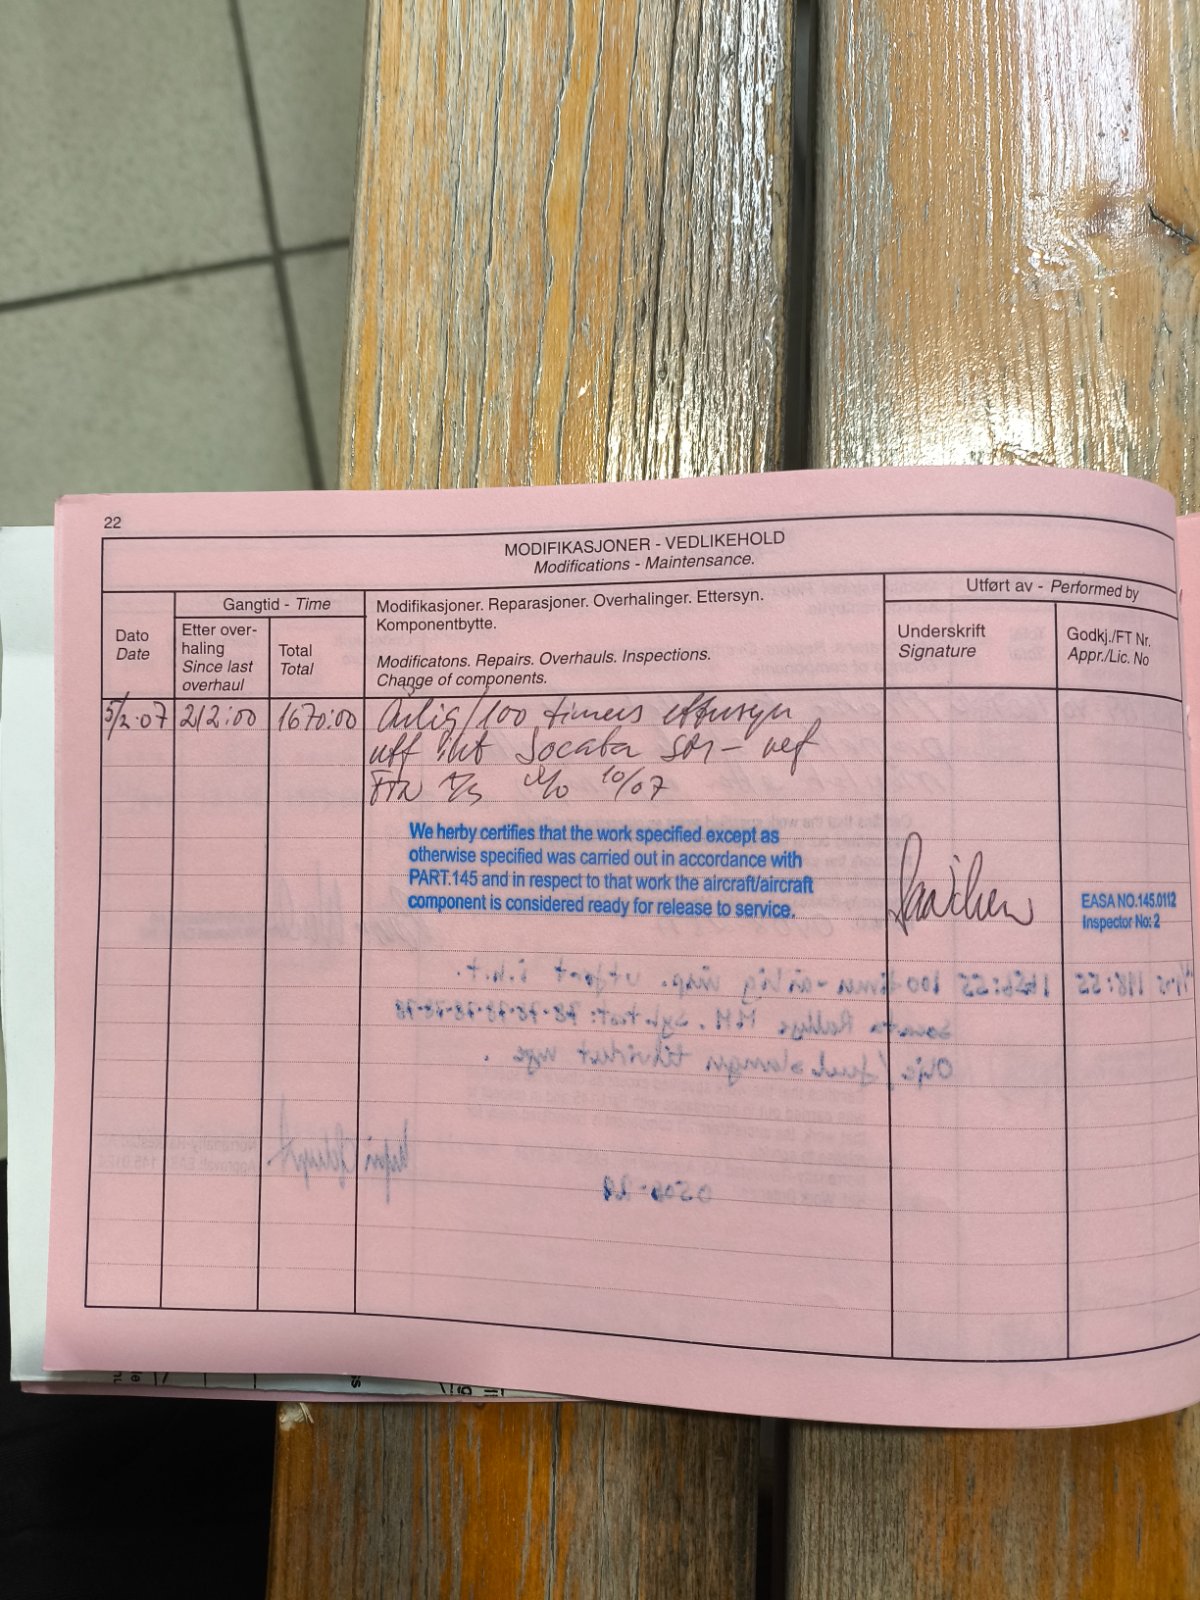 22
MODIFIKASJONER - VEDLIKEHOLD
Modifications - Maintensance.
Dato
Date
Gangtid - Time
Etter over-
haling
Since last
overhaul
Total
Total
Modifikasjoner. Reparasjoner. Overhalinger. Ettersyn.
Komponentbytte.
Modificatons. Repairs. Overhauls. Inspections.
Change of components.
Utført av - Performed by
Underskrift
Signature
Godkj./FT Nr.
Appr./Lic. No
5/2-07 212:00 1670:00 Årlig/100 timers ettersyn
utf iht Socata
10/07
We herby certifies that the work specified except as
otherwise specified was carried out in accordance with
PART.145 and in respect to that work the aircraft/aircraft
component is considered ready for release to service.
EASA NO.145.0112
Inspector No: 2